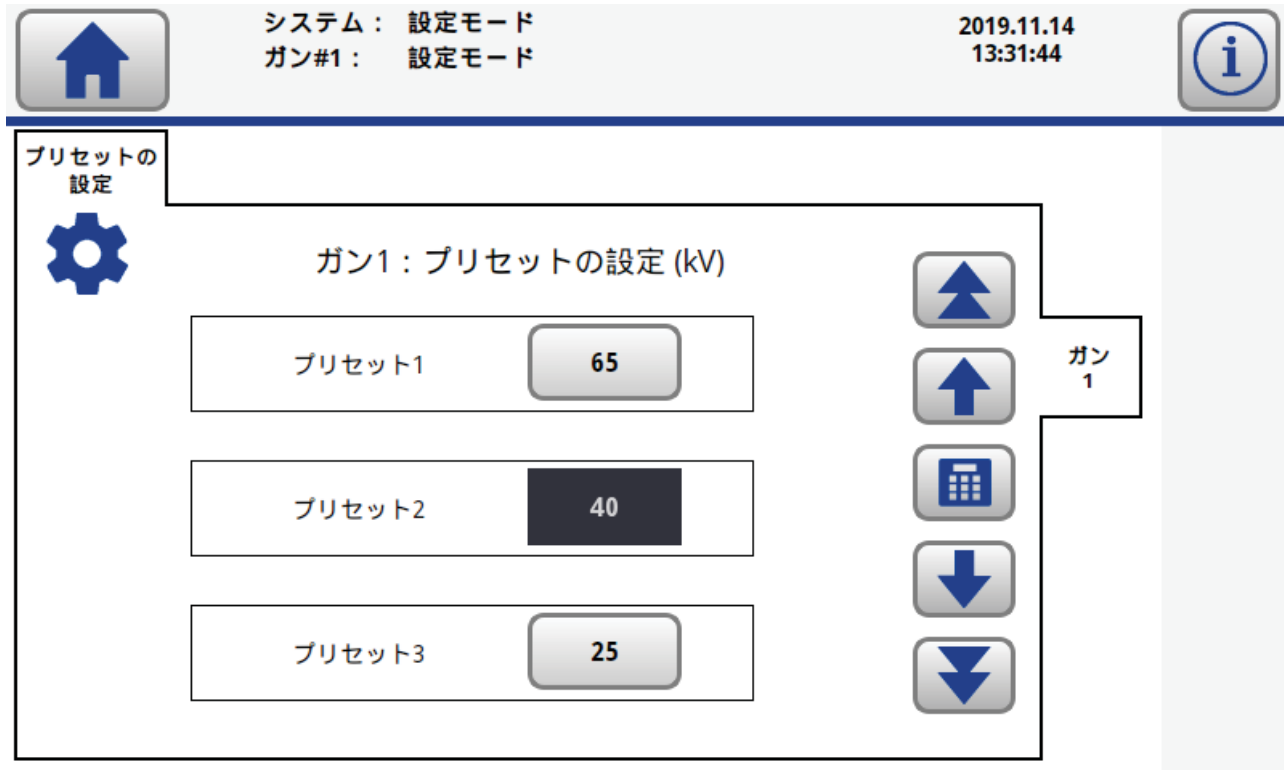 システム： 設定モード
ガン#1： 設定モード
2019.11.14
13:31:44
プリセットの
設定
ガン1：プリセットの設定 (kV)
プリセット1 65
プリセット2 40
プリセット3 25
ガン
1